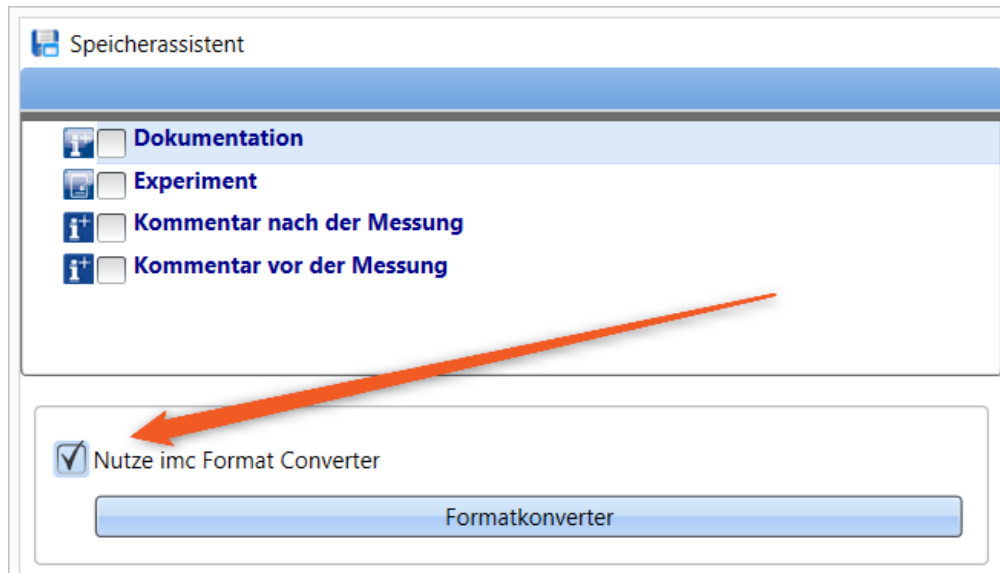 Speicherassistent
Dokumentation
Experiment
Kommentar nach der Messung
Kommentar vor der Messung
Nutze imc Format Converter
Formatkonverter